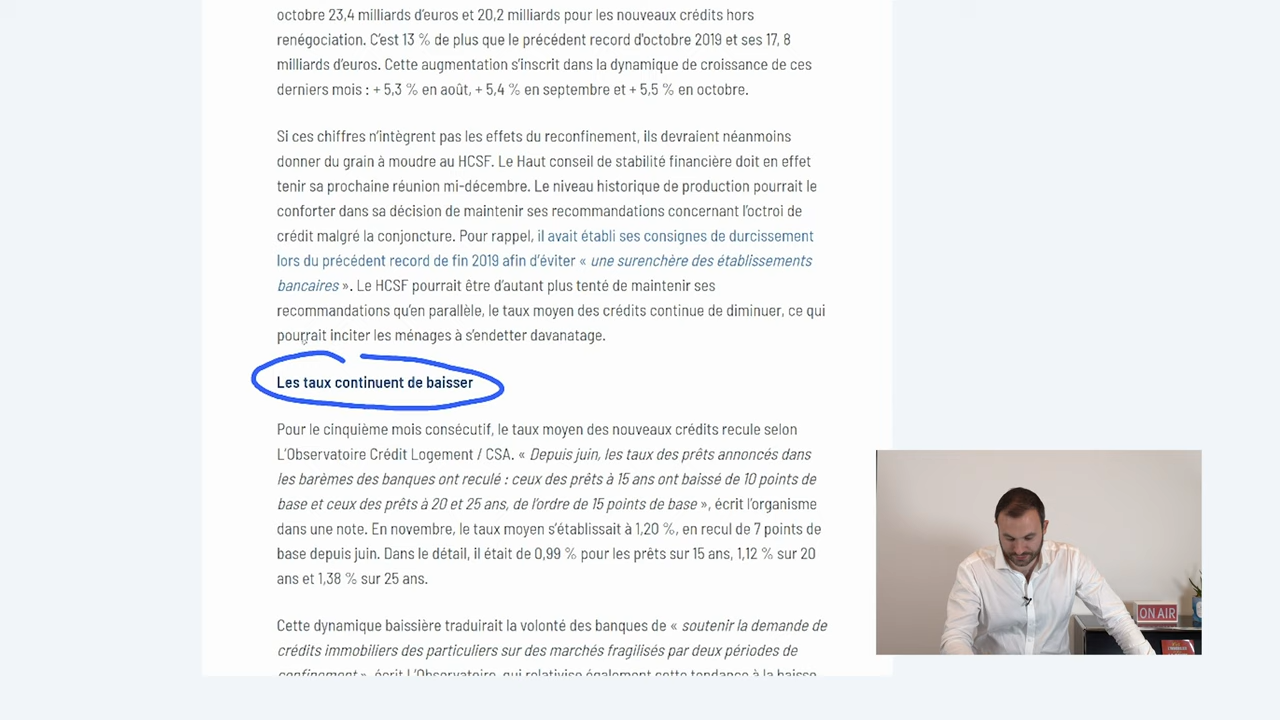 octobre 23,4 milliards d'euros et 20,2 milliards pour les nouveaux crédits hors
renégociation. C'est 13 % de plus que le précédent record d'octobre 2019 et ses 17, 8
milliards d'euros. Cette augmentation s'inscrit dans la dynamique de croissance de ces
derniers mois : + 5,3 % en août, + 5,4 % en septembre et + 5,5 % en octobre.
Si ces chiffres n'intègrent pas les effets du reconfinement, ils devraient néanmoins
donner du grain à moudre au HCSF. Le Haut conseil de stabilité financière doit en effet
tenir sa prochaine réunion mi-décembre. Le niveau historique de production pourrait le
conforter dans sa décision de maintenir ses recommandations concernant l'octroi de
crédit malgré la conjoncture. Pour rappel, il avait établi ses consignes de durcissement
lors du précédent record de fin 2019 afin d'éviter « une surenchère des établissements
bancaires ». Le HCSF pourrait être d'autant plus tenté de maintenir ses
recommandations qu'en parallèle, le taux moyen des crédits continue de diminuer, ce qui
pourrait inciter les ménages à s'endetter davanatage.
Les taux continuent de baisser
Pour le cinquième mois consécutif, le taux moyen des nouveaux crédits recule selon
L'Observatoire Crédit Logement / CSA. « Depuis juin, les taux des prêts annoncés dans
les barèmes des banques ont reculé : ceux des prêts à 15 ans ont baissé de 10 points de
base et ceux des prêts à 20 et 25 ans, de l'ordre de 15 points de base », écrit l'organisme
dans une note. En novembre, le taux moyen s'établissait à 1,20 %, en recul de 7 points de
base depuis juin. Dans le détail, il était de 0,99 % pour les prêts sur 15 ans, 1,12 % sur 20
ans et 1,38 % sur 25 ans.
Cette dynamique baissière traduirait la volonté des banques de « soutenir la demande de
crédits immobiliers des particuliers sur des marchés fragilisés par deux périodes de
confinement », écrit L'Observatoire, qui relativise également cette tendance à la baisse
ON AIR